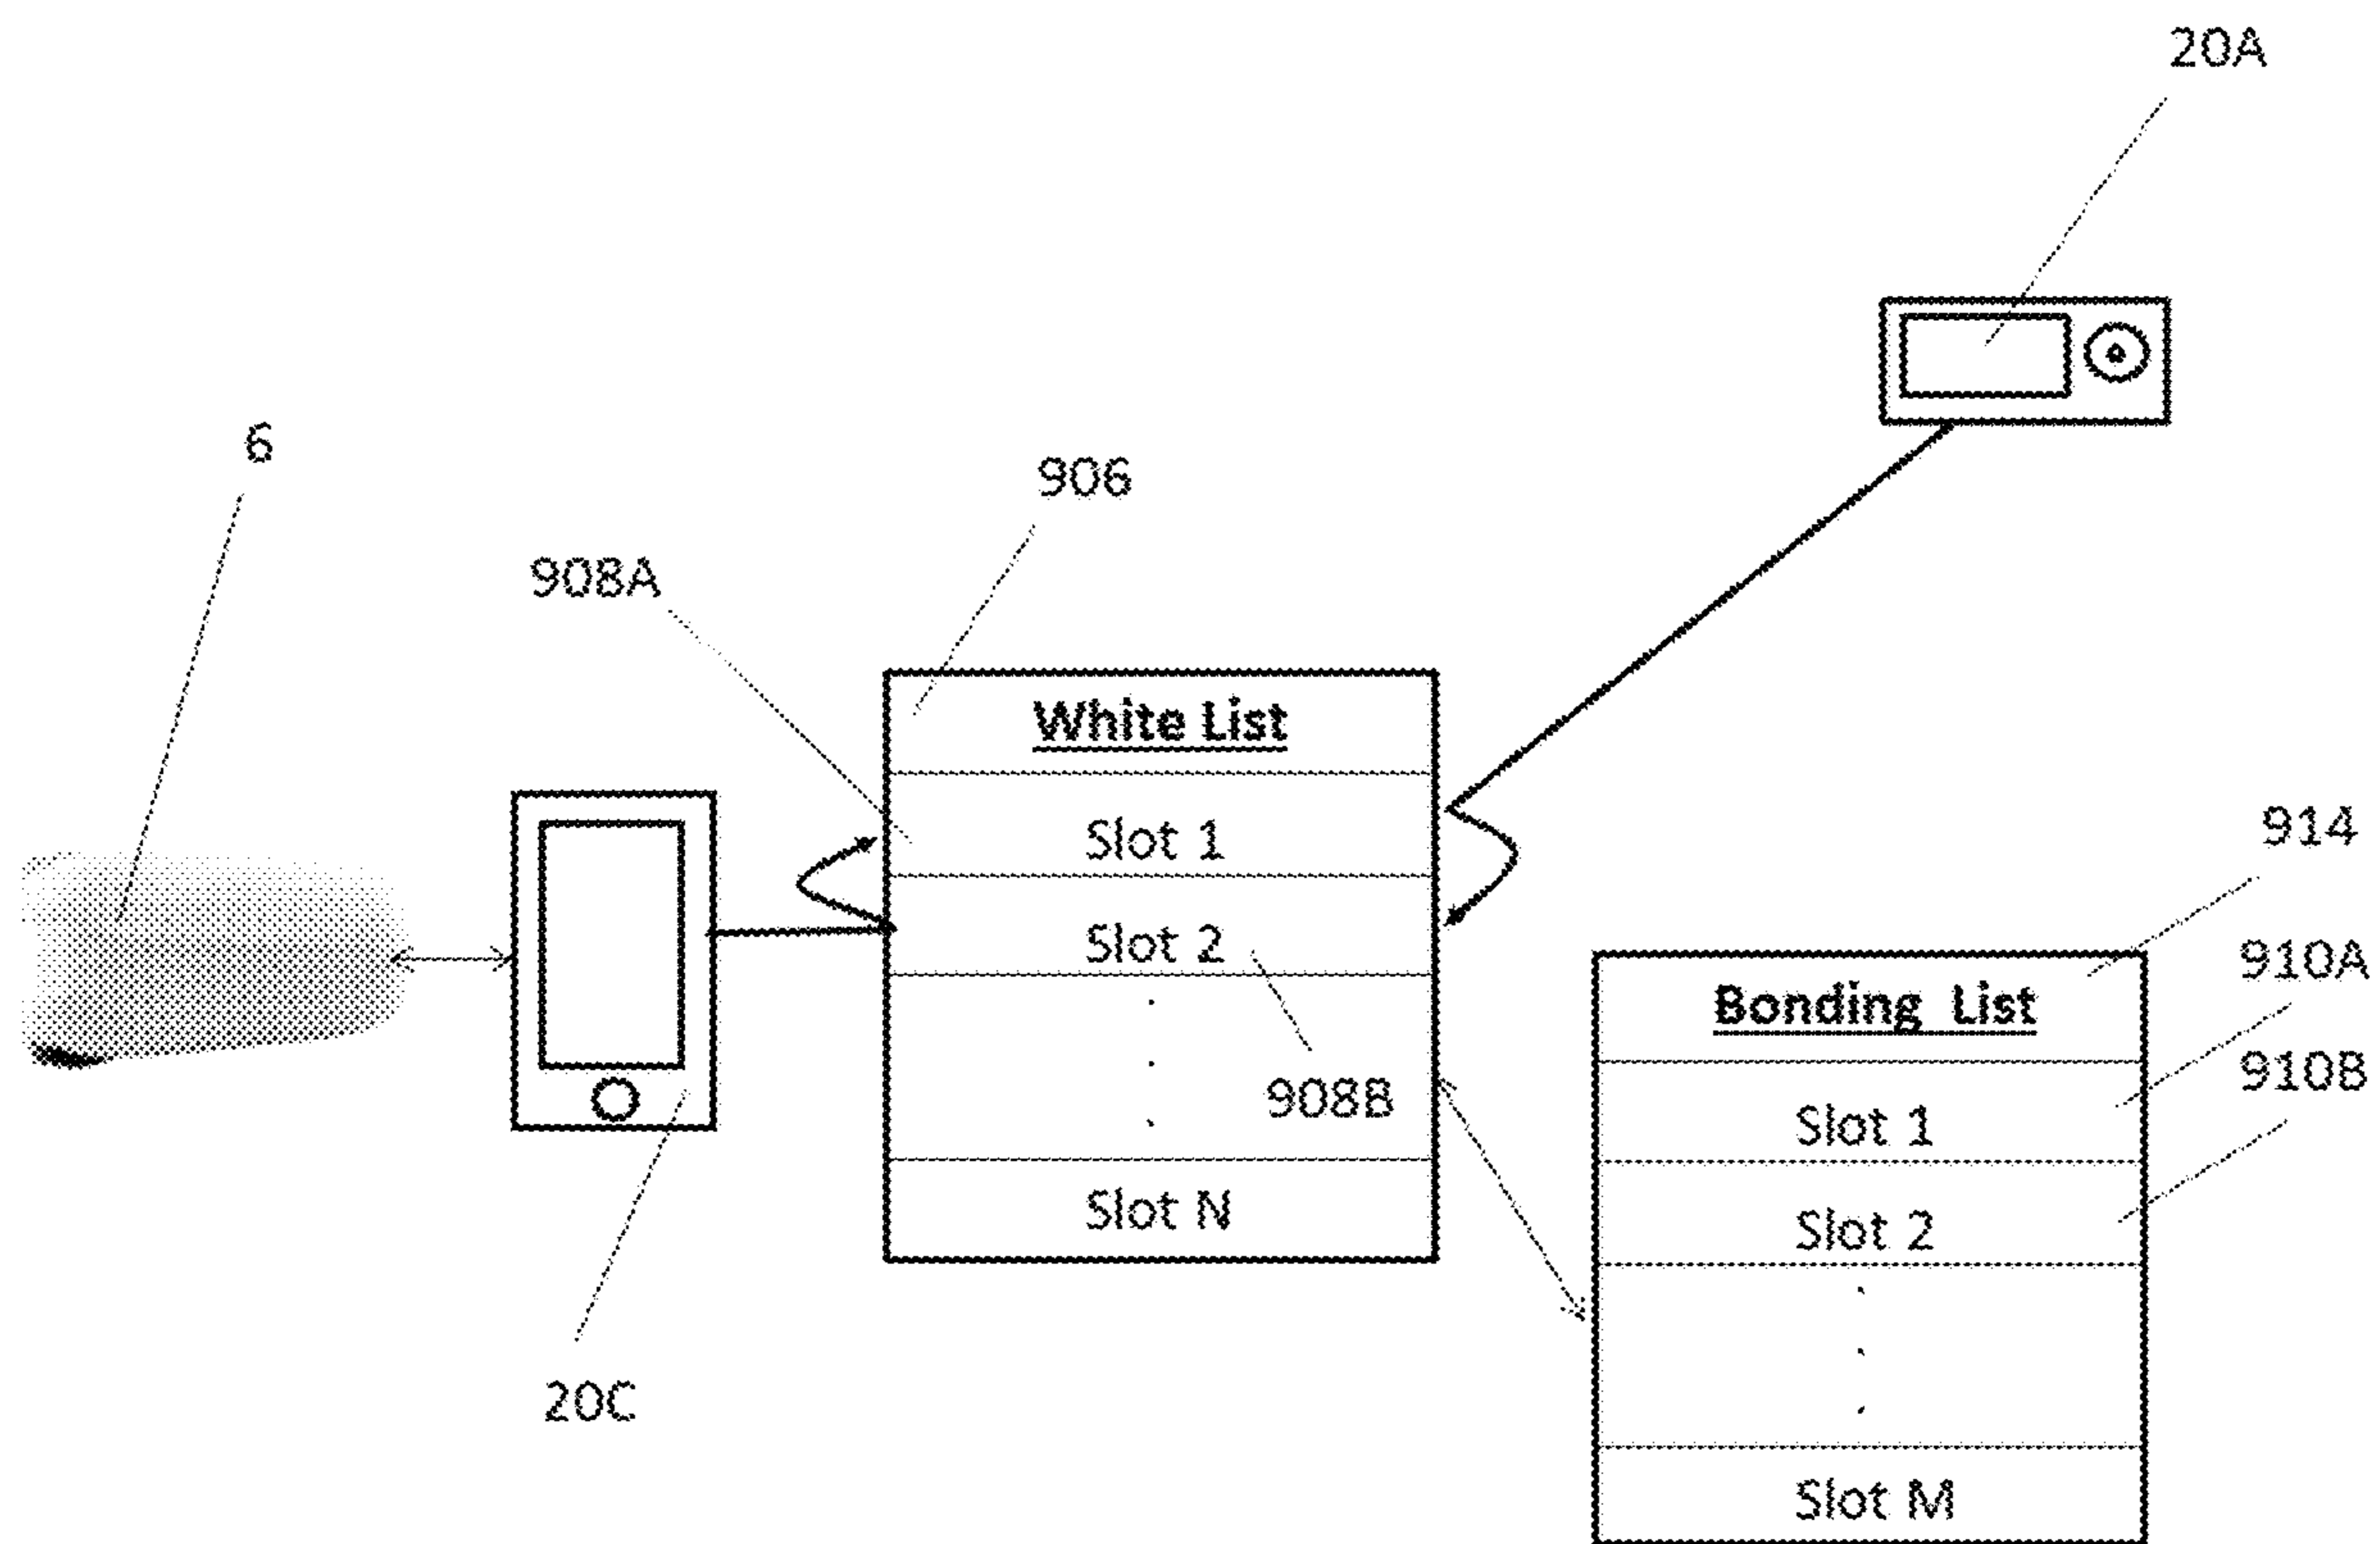 20A
6
906
908A
White List
Slot 1
Slot 2
908B
Slot N
20C
914
910A
910B
Bonding List
Slot 1
Slot 2
Slot M